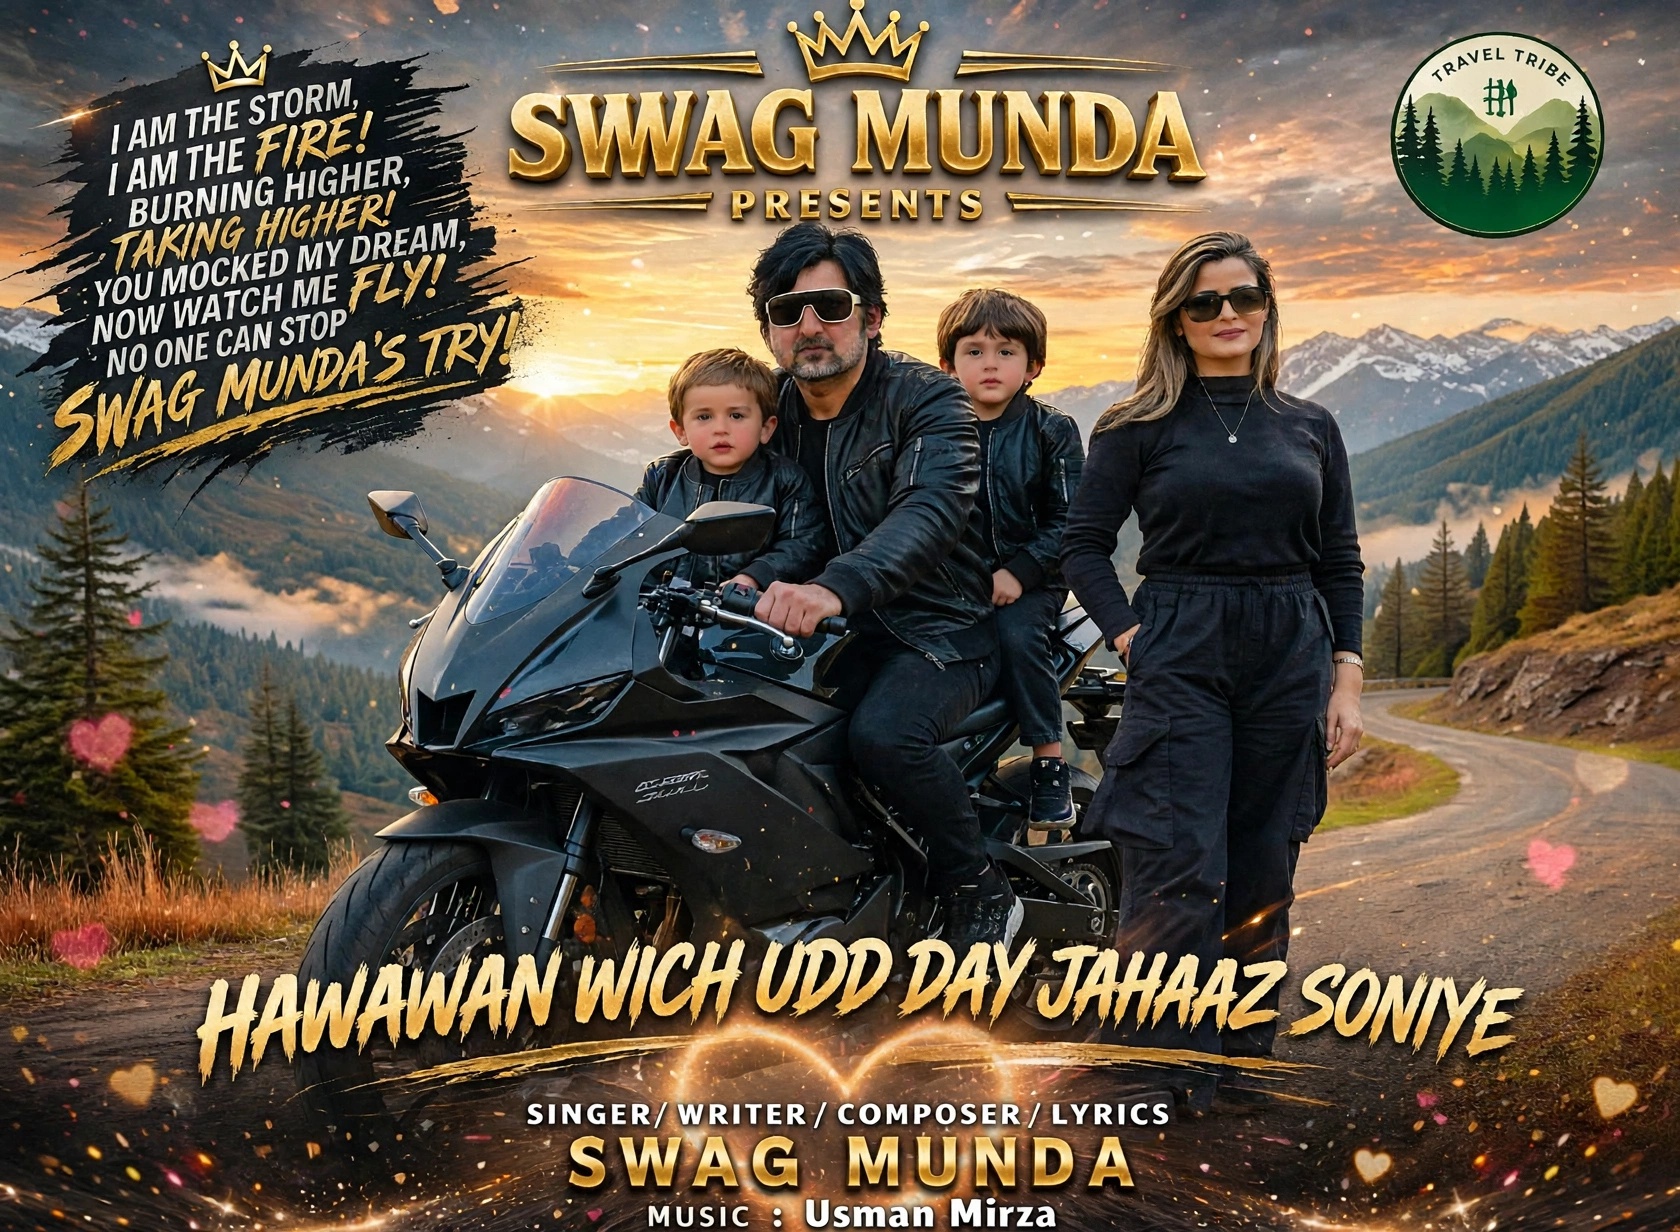 SWAG MUNDA
PRESENTS
TRAVEL TRIBE
I AM THE STORM,
I AM THE FIRE!
BURNING HIGHER,
TAKING HIGHER!
YOU MOCKED MY DREAM,
NOW WATCH ME FLY!
NO ONE CAN STOP
SWAG MUNDA'S TRY!
HAWAWAN WICH UDD DAY JAHAAZ SONIYE
SINGER/WRITER/COMPOSER/LYRICS
SWAG MUNDA
MUSIC : Usman Mirza